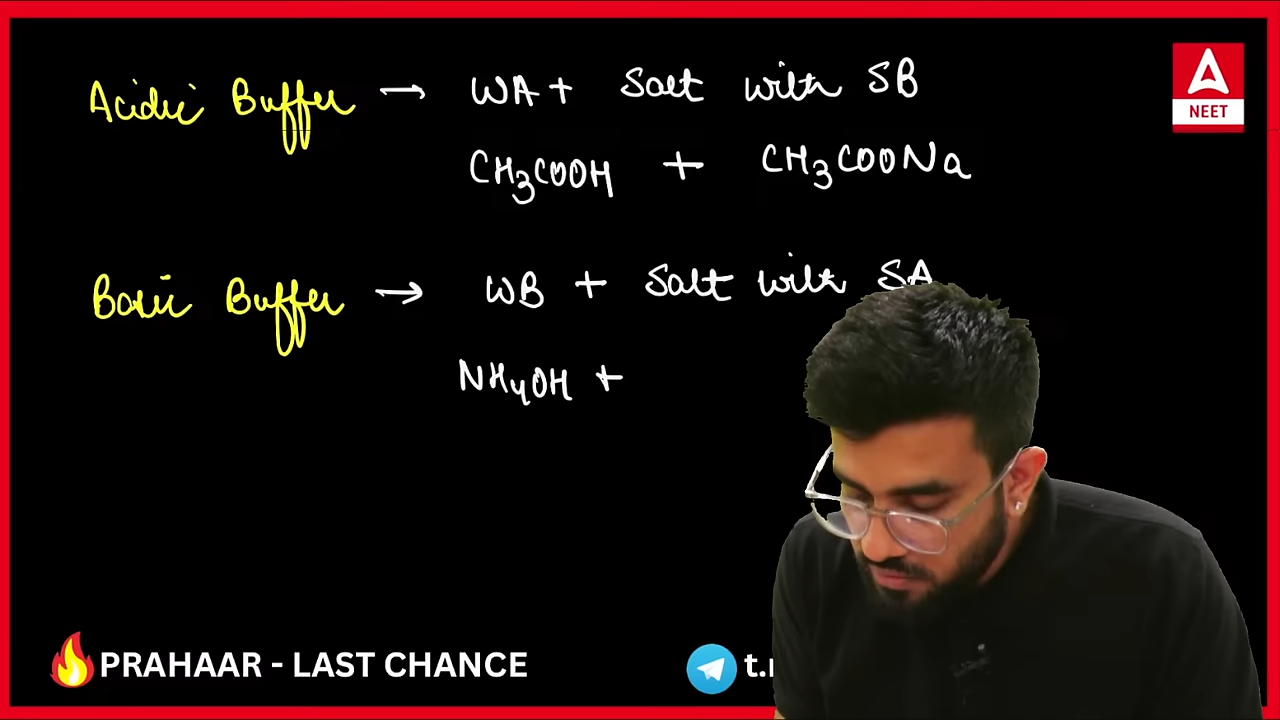 Acidic Buffer → WA + Salt with SB
CH3COOH + CH3COONa
Basic Buffer → WB + Salt with SA
NH4OH +
NEET
PRAHAAR - LAST CHANCE